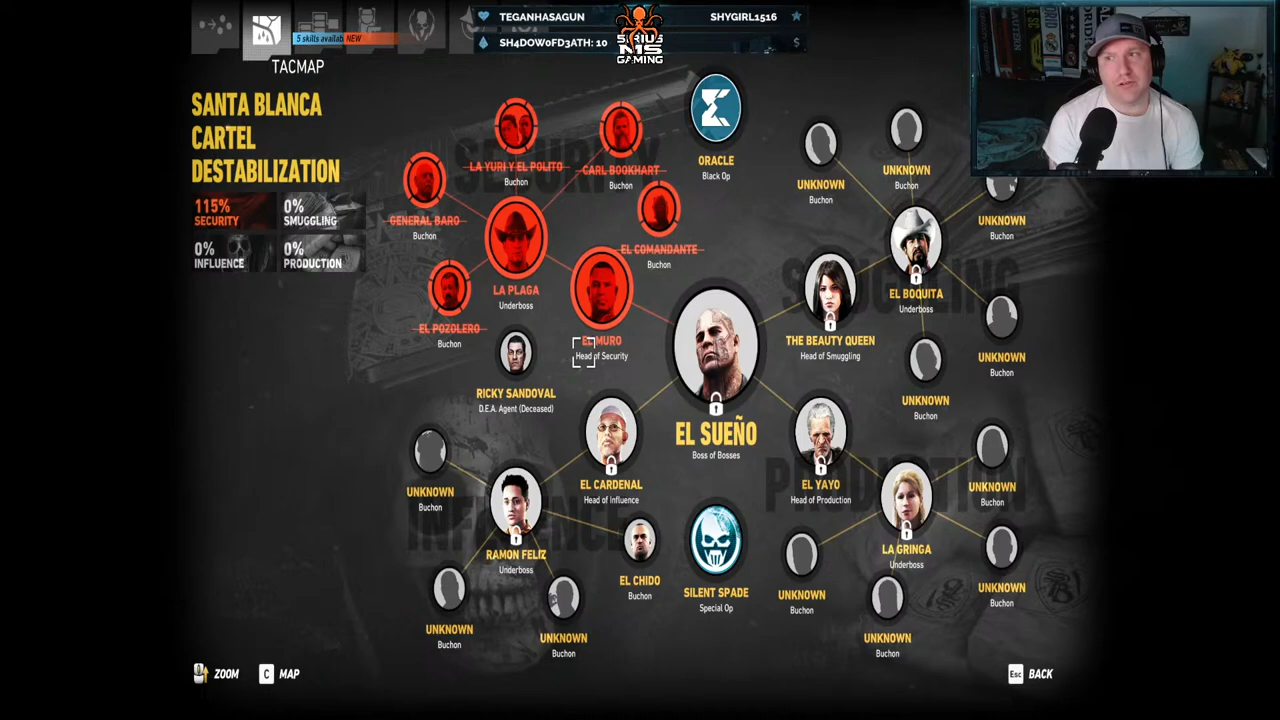 5 skills available NEW
TEGANHASAGUN
SHYGIRL1516
SH4DOWOFD3ATH: 10
SIRIUS
MS
GAMING
TACMAP
SANTA BLANCA
CARTEL
DESTABILIZATION
115%
SECURITY
0%
SMUGGLING
0%
INFLUENCE
0%
PRODUCTION
SECURITY
SMUGGLING
INFLUENCE
PRODUCTION
LA YURI Y EL POLITO
Buchon
CARL BOOKHART
Buchon
ORACLE
Black Op
GENERAL BARO
Buchon
EL COMANDANTE
Buchon
LA PLAGA
Underboss
EL POZOLERO
Buchon
EL MURO
Head of Security
RICKY SANDOVAL
D.E.A. Agent (Deceased)
UNKNOWN
Buchon
UNKNOWN
Buchon
UNKNOWN
Buchon
EL BOQUITA
Underboss
THE BEAUTY QUEEN
Head of Smuggling
UNKNOWN
Buchon
UNKNOWN
Buchon
EL SUEÑO
Boss of Bosses
EL CARDENAL
Head of Influence
UNKNOWN
Buchon
RAMON FELIZ
Underboss
EL CHIDO
Buchon
UNKNOWN
Buchon
UNKNOWN
Buchon
SILENT SPADE
Special Op
EL YAYO
Head of Production
UNKNOWN
Buchon
LA GRINGA
Underboss
UNKNOWN
Buchon
UNKNOWN
Buchon
UNKNOWN
Buchon
ZOOM
C MAP
Esc BACK